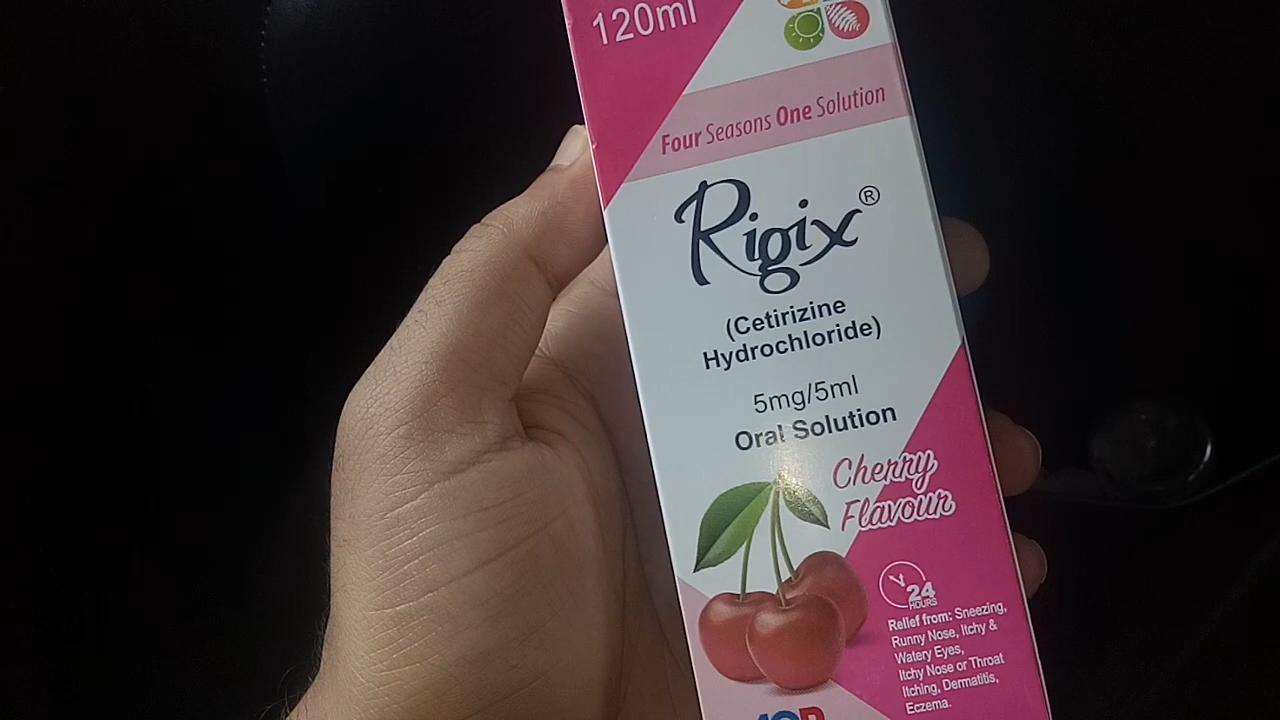 120ml
Four Seasons One Solution
Rigix®
(Cetirizine
Hydrochloride)
5mg/5ml
Oral Solution
Cherry
Flavour
24
HOURS
Relief from: Sneezing,
Runny Nose, Itchy &
Watery Eyes,
Itchy Nose or Throat
Itching, Dermatitis,
Eczema.